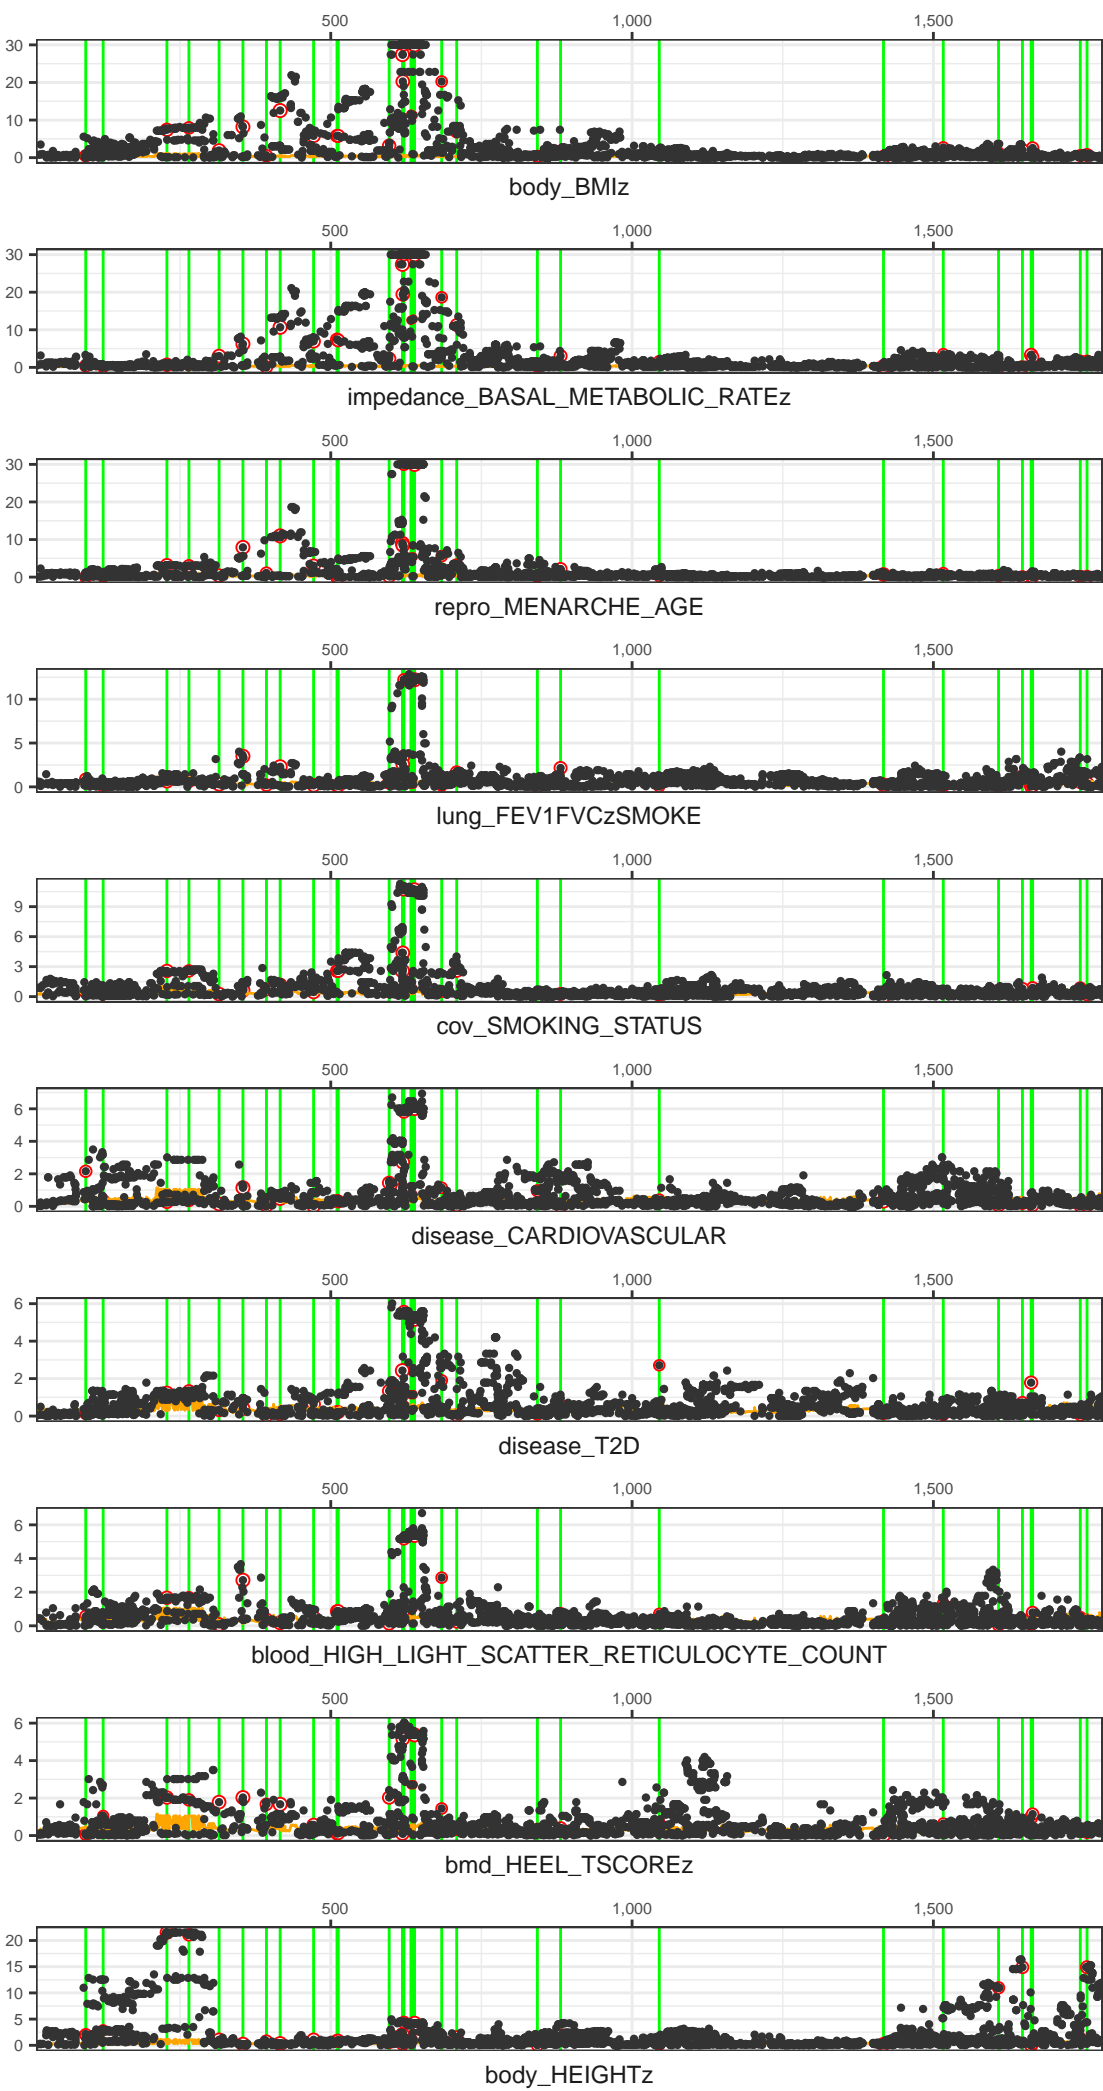 500 1,000 1,500
30
20
10
0
body_BMIz
500 1,000 1,500
30
20
10
0
impedance_BASAL_METABOLIC_RATEz
500 1,000 1,500
30
20
10
0
repro_MENARCHE_AGE
500 1,000 1,500
10
5
0
lung_FEV1FVCzSMOKE
500 1,000 1,500
9
6
3
0
cov_SMOKING_STATUS
500 1,000 1,500
6
4
2
0
disease_CARDIOVASCULAR
500 1,000 1,500
6
4
2
0
disease_T2D
500 1,000 1,500
6
4
2
0
blood_HIGH_LIGHT_SCATTER_RETICULOCYTE_COUNT
500 1,000 1,500
6
4
2
0
bmd_HEEL_TSCOREz
500 1,000 1,500
20
15
10
5
0
body_HEIGHTz